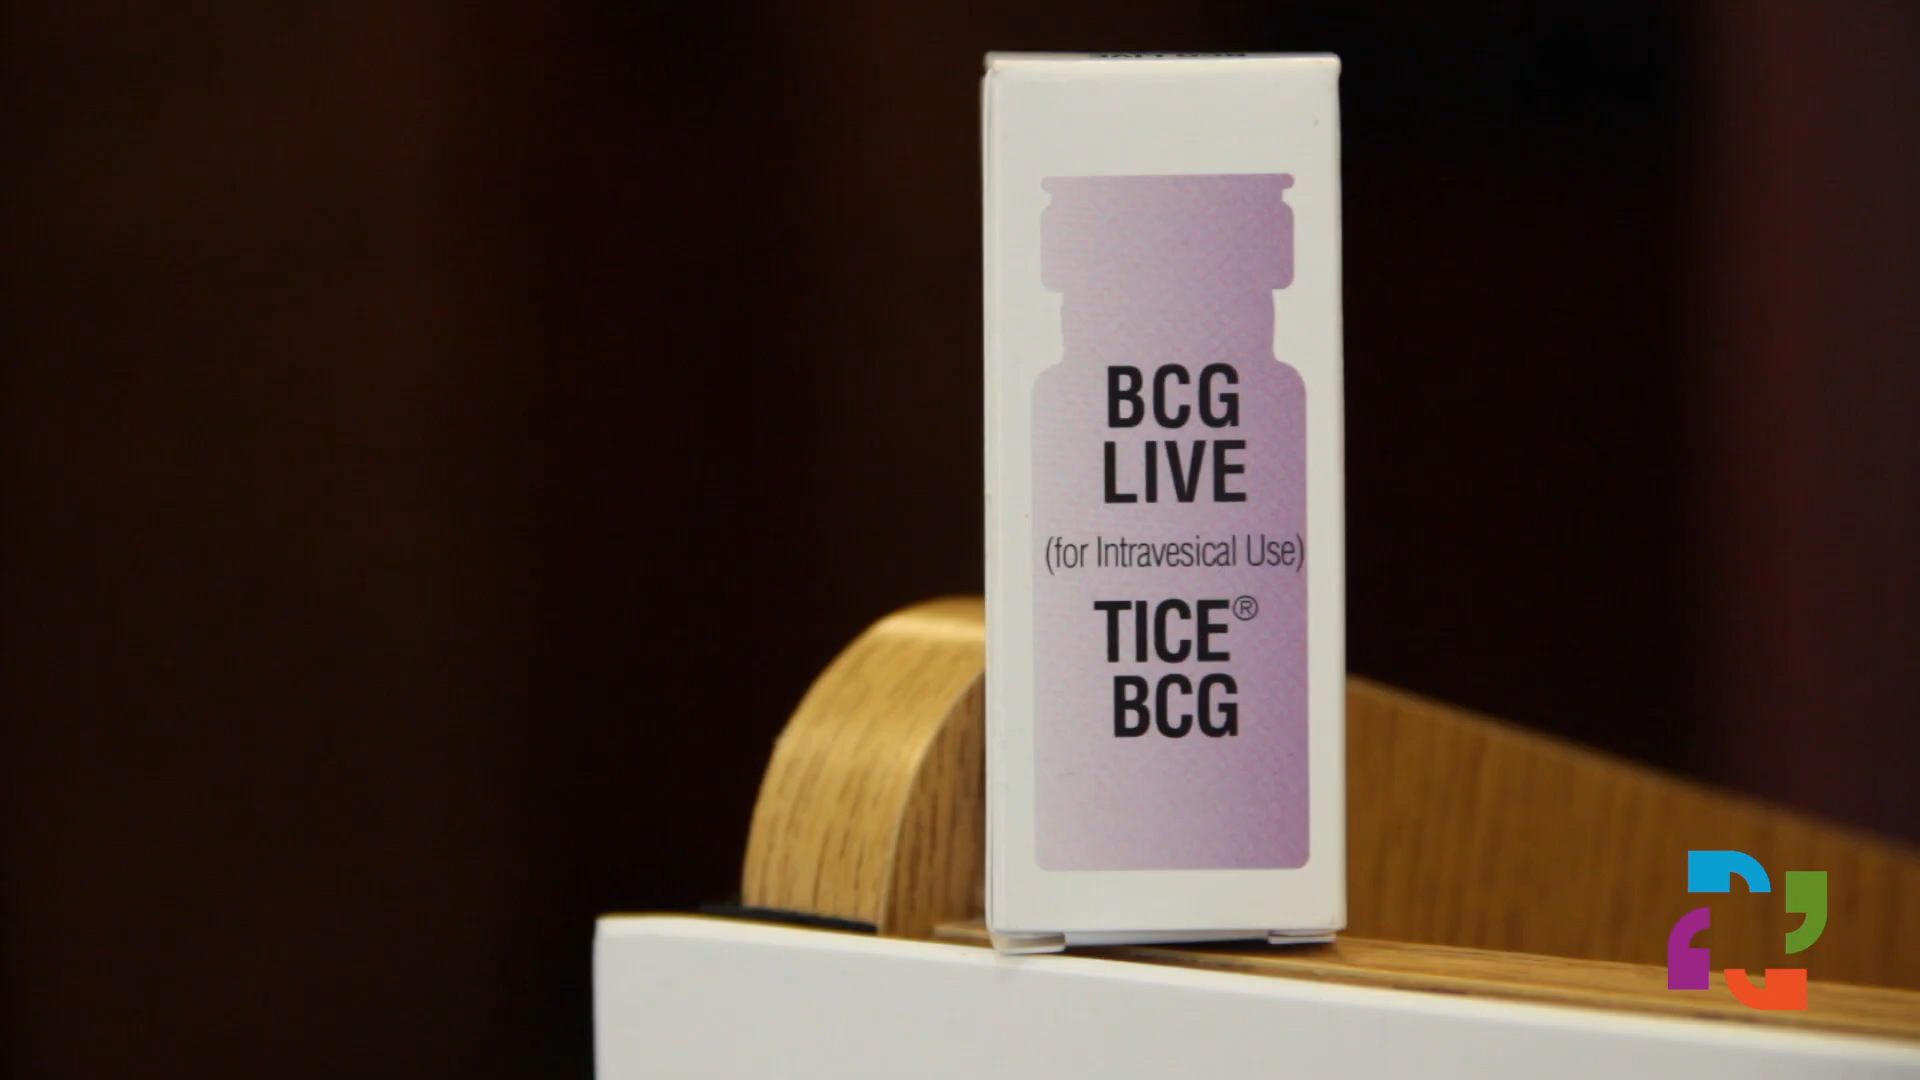 BCG
LIVE
(for Intravesical Use)
TICE®
BCG